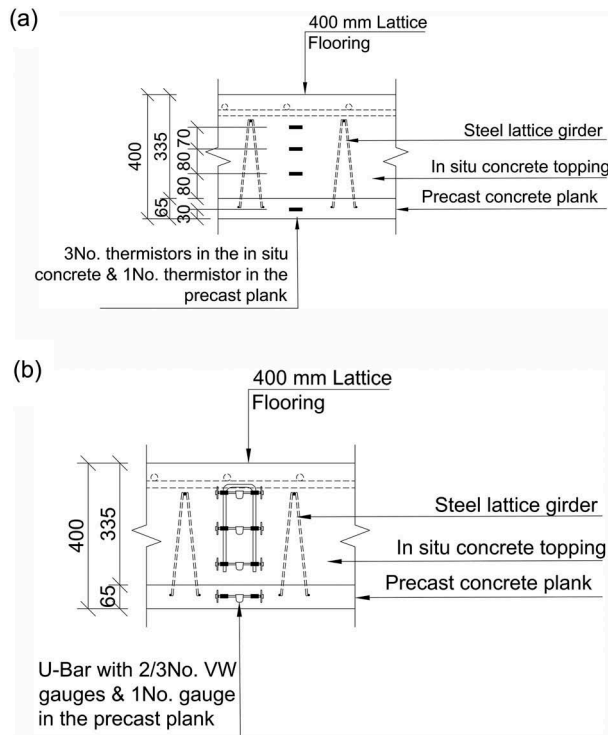 (a)
400 mm Lattice
Flooring
400
335
65
70
80
80
30
Steel lattice girder
In situ concrete topping
Precast concrete plank
3No. thermistors in the in situ
concrete & 1No. thermistor in the
precast plank
(b)
400 mm Lattice
Flooring
400
335
65
Steel lattice girder
In situ concrete topping
Precast concrete plank
U-Bar with 2/3No. VW
gauges & 1No. gauge
in the precast plank